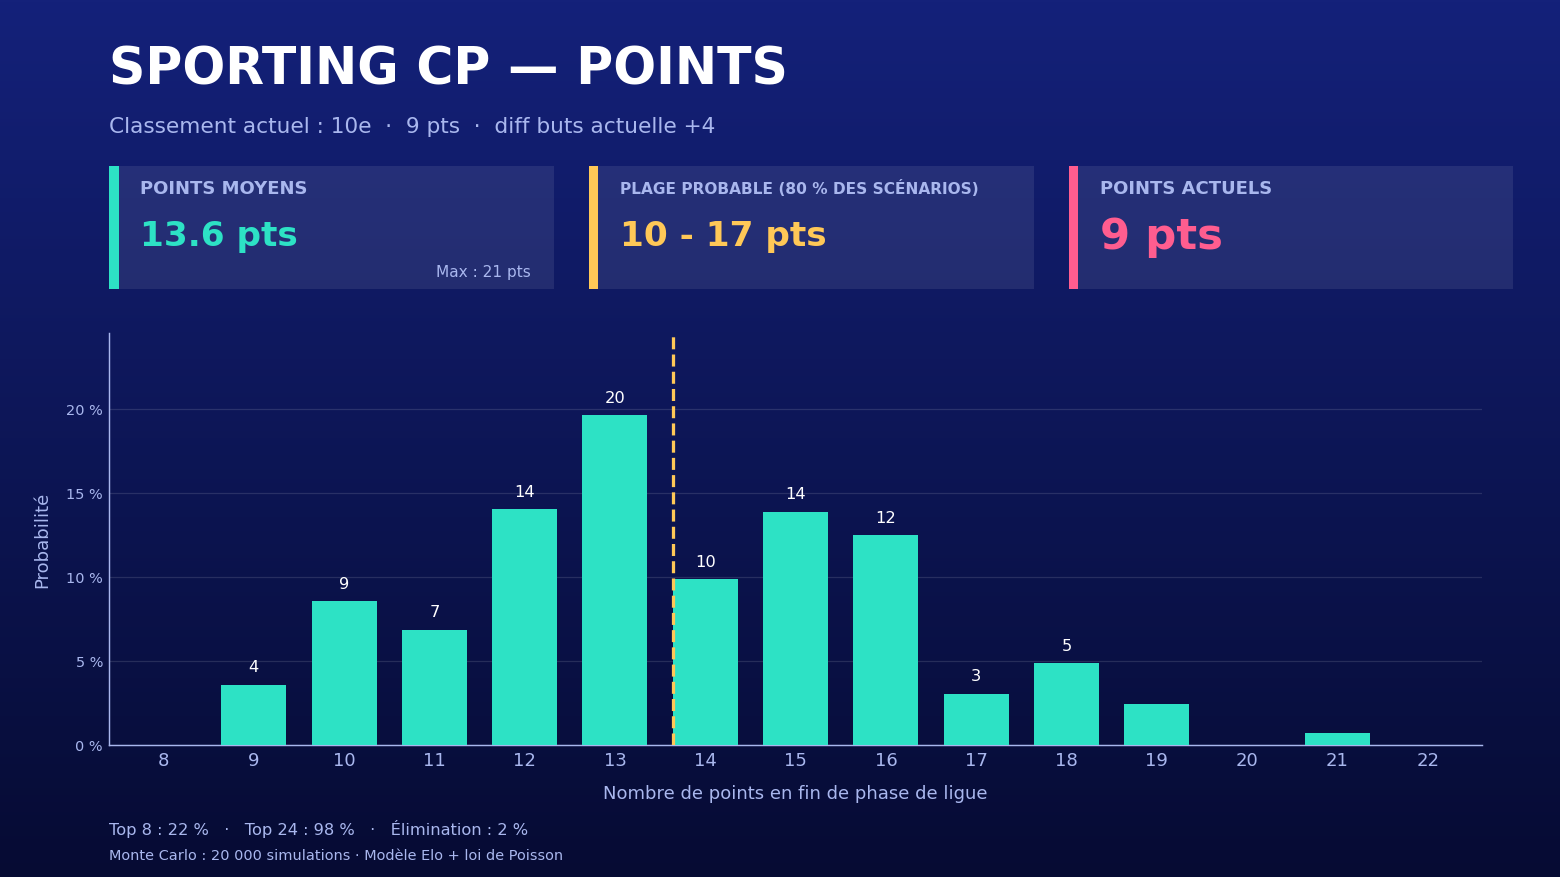 SPORTING CP — POINTS
Classement actuel : 10e · 9 pts · diff buts actuelle +4
POINTS MOYENS
13.6 pts
Max : 21 pts
PLAGE PROBABLE (80 % DES SCÉNARIOS)
10 - 17 pts
POINTS ACTUELS
9 pts
Probabilité
20 %
15 %
10 %
5 %
0 %
4
9
7
14
20
10
14
12
3
5
8 9 10 11 12 13 14 15 16 17 18 19 20 21 22
Nombre de points en fin de phase de ligue
Top 8 : 22 % · Top 24 : 98 % · Élimination : 2 %
Monte Carlo : 20 000 simulations · Modèle Elo + loi de Poisson